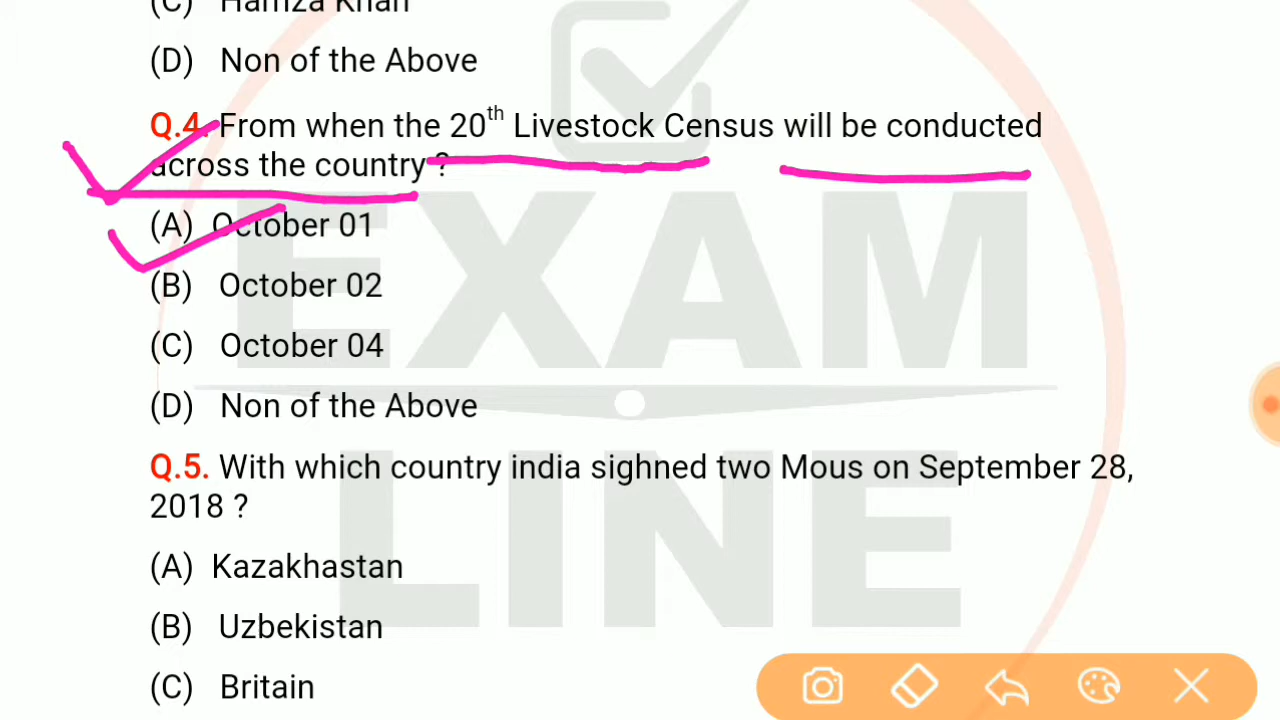 (C) Hamza Khan
(D) Non of the Above
Q.4. From when the 20th Livestock Census will be conducted
across the country ?
(A) October 01
(B) October 02
(C) October 04
(D) Non of the Above
Q.5. With which country india sighned two Mous on September 28,
2018 ?
(A) Kazakhastan
(B) Uzbekistan
(C) Britain
EXAM
LINE